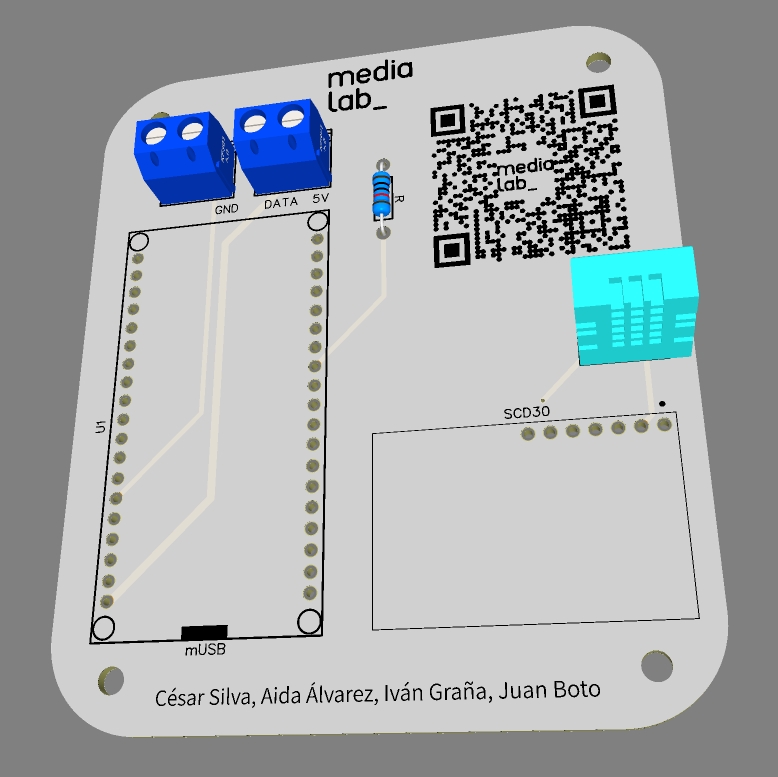 media
lab_
media
lab_
GND
DATA
5V
R
U1
SCD30
mUSB
César Silva, Aida Álvarez, Iván Graña, Juan Boto